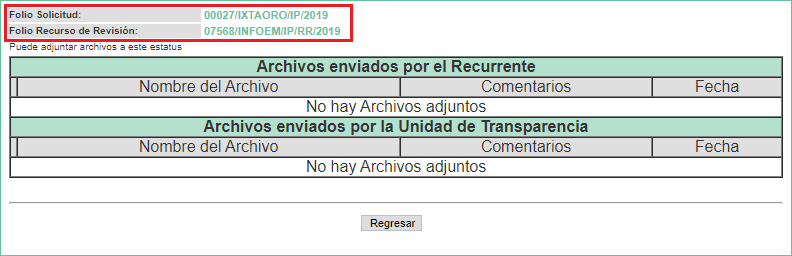 Folio Solicitud: 00027/IXTAORO/IP/2019
Folio Recurso de Revisión: 07568/INFOEM/IP/RR/2019
Puede adjuntar archivos a este estatus
Archivos enviados por el Recurrente
Nombre del Archivo Comentarios Fecha
No hay Archivos adjuntos
Archivos enviados por la Unidad de Transparencia
Nombre del Archivo Comentarios Fecha
No hay Archivos adjuntos
Regresar